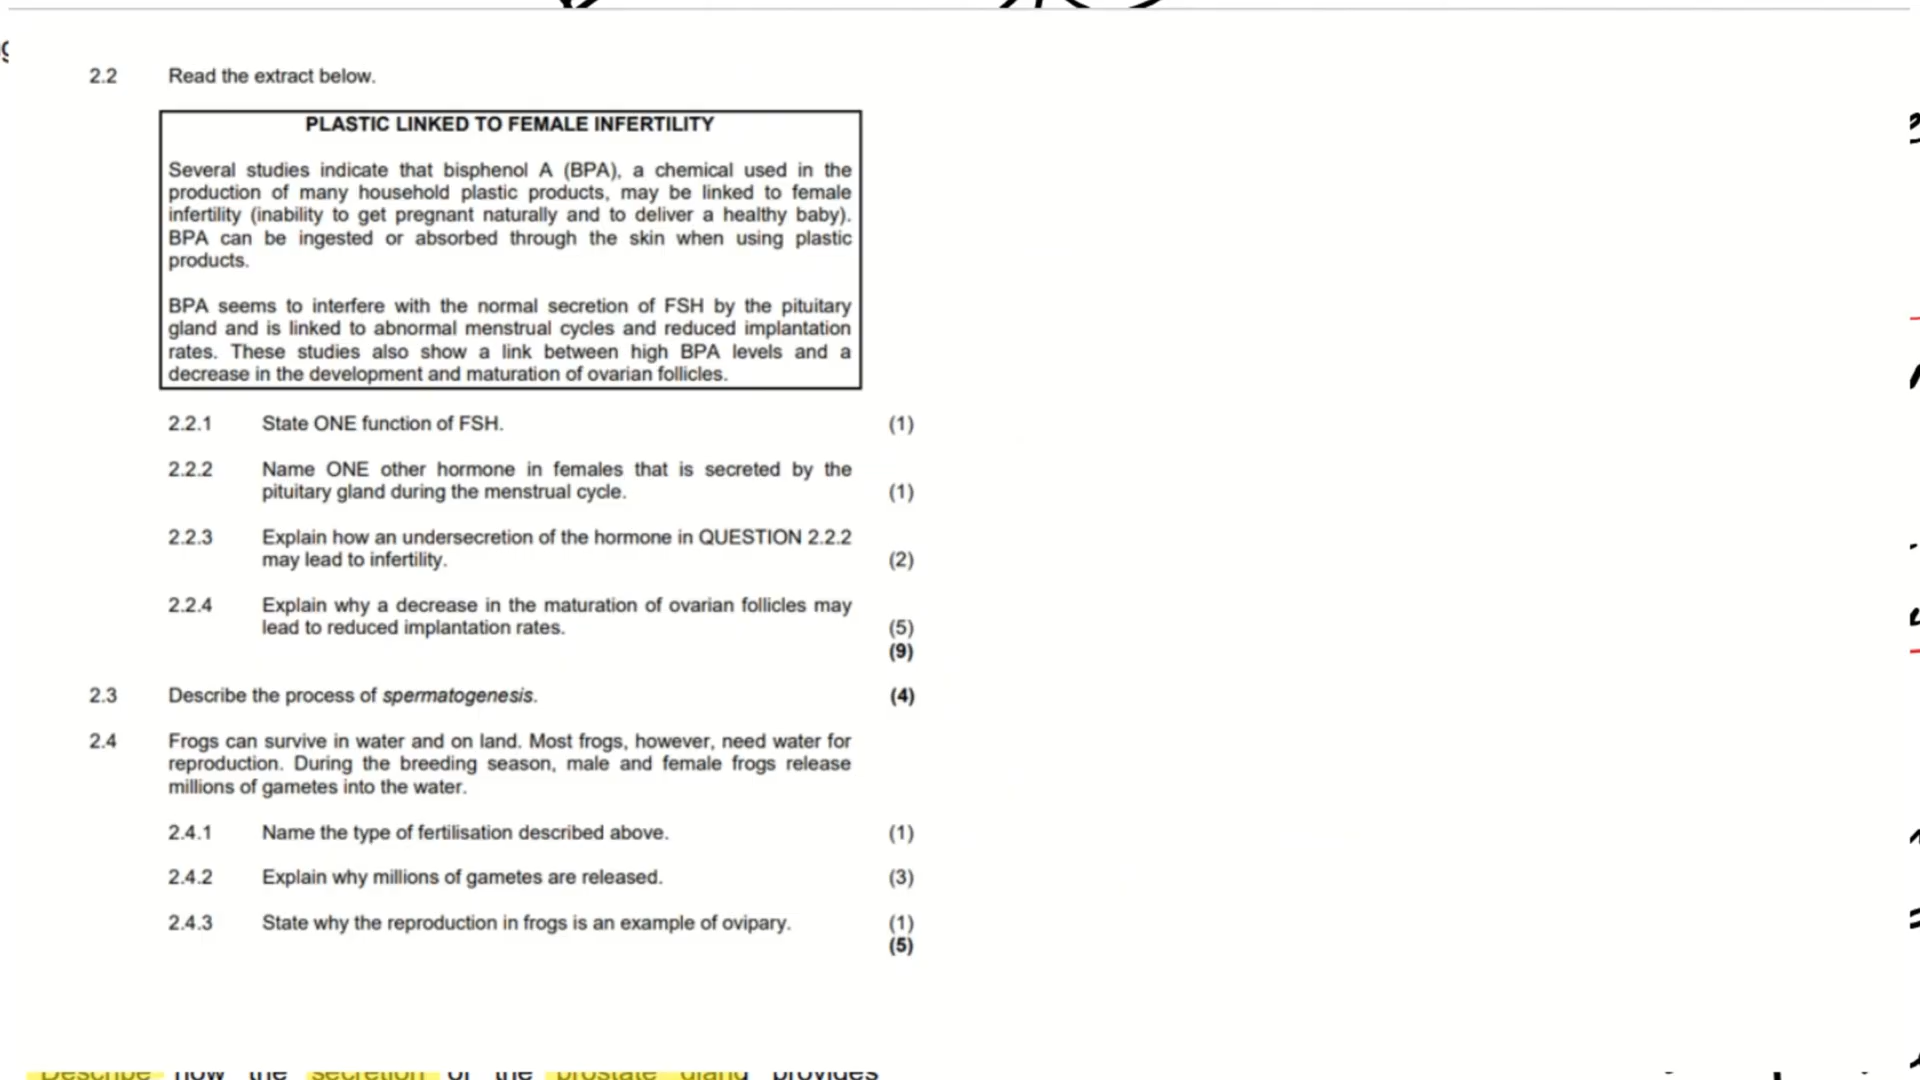 2.2 Read the extract below.
PLASTIC LINKED TO FEMALE INFERTILITY
Several studies indicate that bisphenol A (BPA), a chemical used in the
production of many household plastic products, may be linked to female
infertility (inability to get pregnant naturally and to deliver a healthy baby).
BPA can be ingested or absorbed through the skin when using plastic
products.
BPA seems to interfere with the normal secretion of FSH by the pituitary
gland and is linked to abnormal menstrual cycles and reduced implantation
rates. These studies also show a link between high BPA levels and a
decrease in the development and maturation of ovarian follicles.
2.2.1 State ONE function of FSH. (1)
2.2.2 Name ONE other hormone in females that is secreted by the
pituitary gland during the menstrual cycle. (1)
2.2.3 Explain how an undersecretion of the hormone in QUESTION 2.2.2
may lead to infertility. (2)
2.2.4 Explain why a decrease in the maturation of ovarian follicles may
lead to reduced implantation rates. (5)
(9)
2.3 Describe the process of spermatogenesis. (4)
2.4 Frogs can survive in water and on land. Most frogs, however, need water for
reproduction. During the breeding season, male and female frogs release
millions of gametes into the water.
2.4.1 Name the type of fertilisation described above. (1)
2.4.2 Explain why millions of gametes are released. (3)
2.4.3 State why the reproduction in frogs is an example of ovipary. (1)
(5)
Describe how the secretion of the prostate gland provides